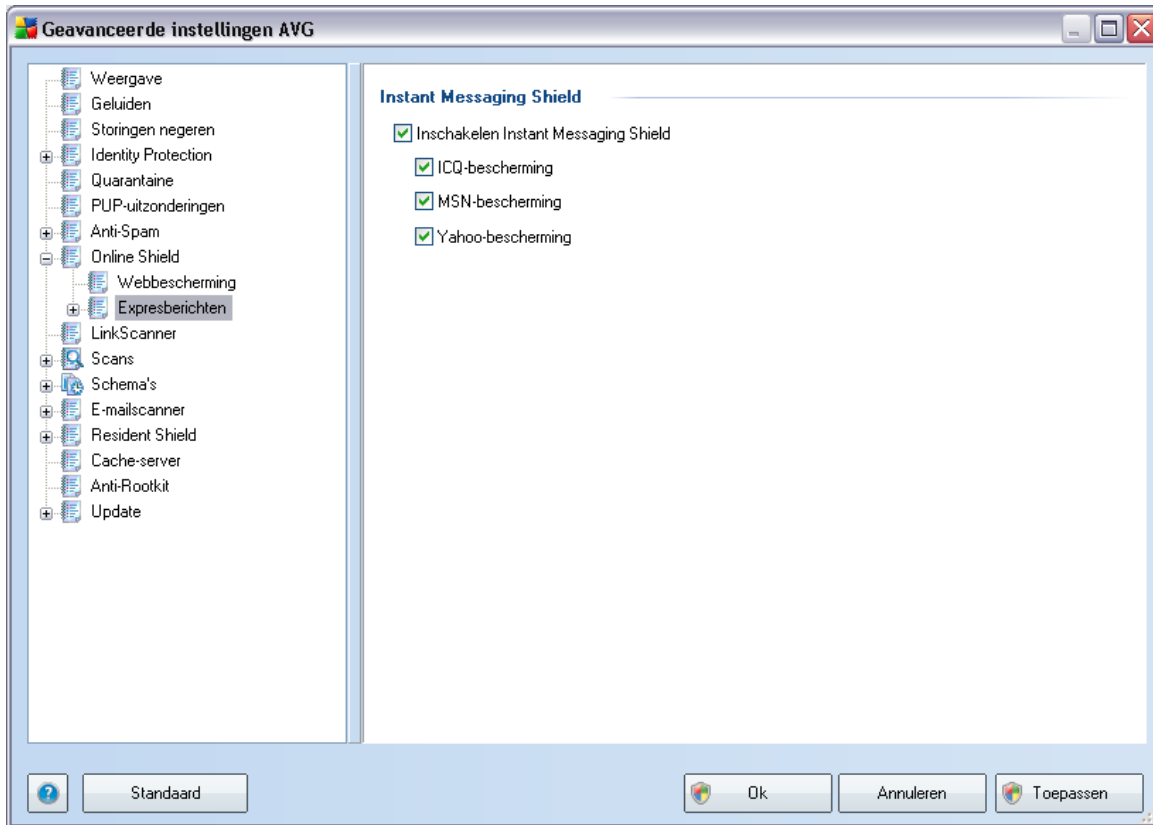 Geavanceerde instellingen AVG
Weergave
Geluiden
Storingen negeren
Identity Protection
Quarantaine
PUP-uitzonderingen
Anti-Spam
Online Shield
Webbescherming
Expresberichten
LinkScanner
Scans
Schema's
E-mailscanner
Resident Shield
Cache-server
Anti-Rootkit
Update
Instant Messaging Shield
Inschakelen Instant Messaging Shield
ICQ-bescherming
MSN-bescherming
Yahoo-bescherming
Standaard
Ok
Annuleren
Toepassen